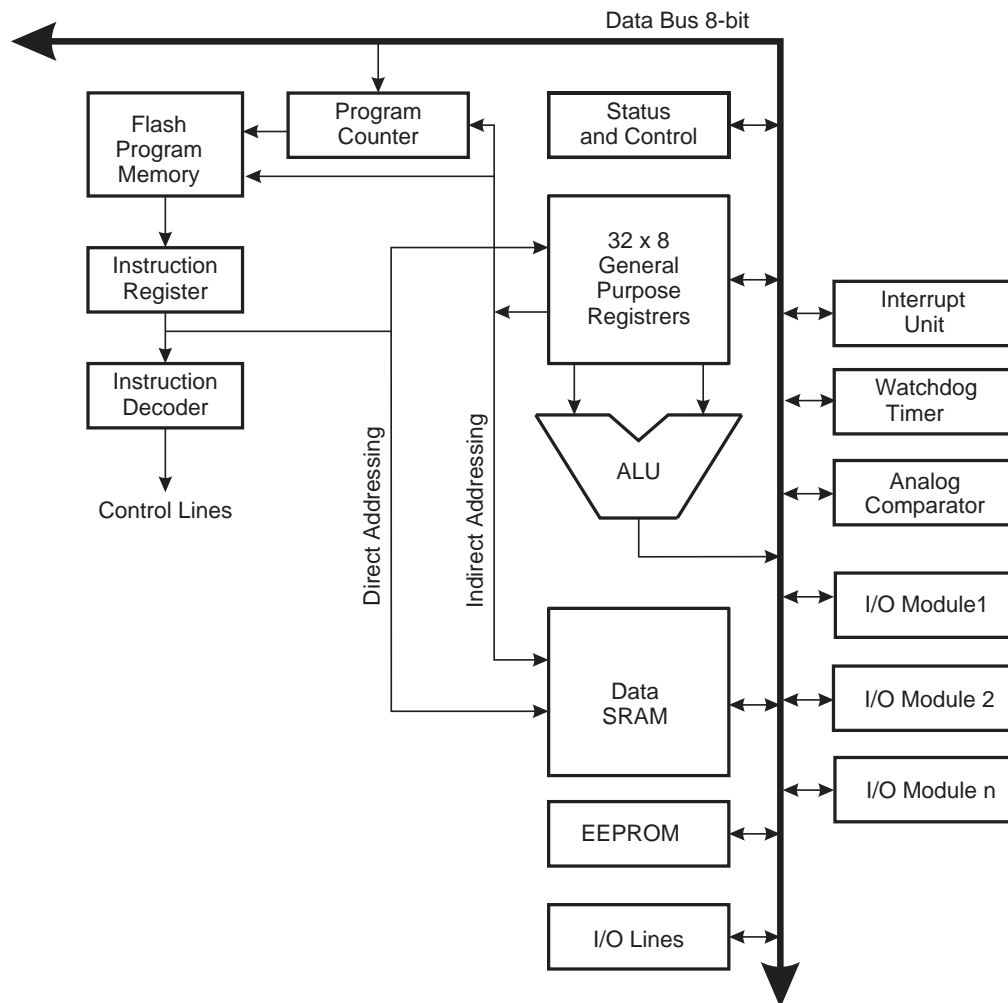 Data Bus 8-bit
Flash
Program
Memory
Program
Counter
Status
and Control
32 x 8
General
Purpose
Registrers
Instruction
Register
Interrupt
Unit
Instruction
Decoder
Watchdog
Timer
ALU
Analog
Comparator
Control Lines
Direct Addressing
Indirect Addressing
I/O Module1
Data
SRAM
I/O Module 2
I/O Module n
EEPROM
I/O Lines